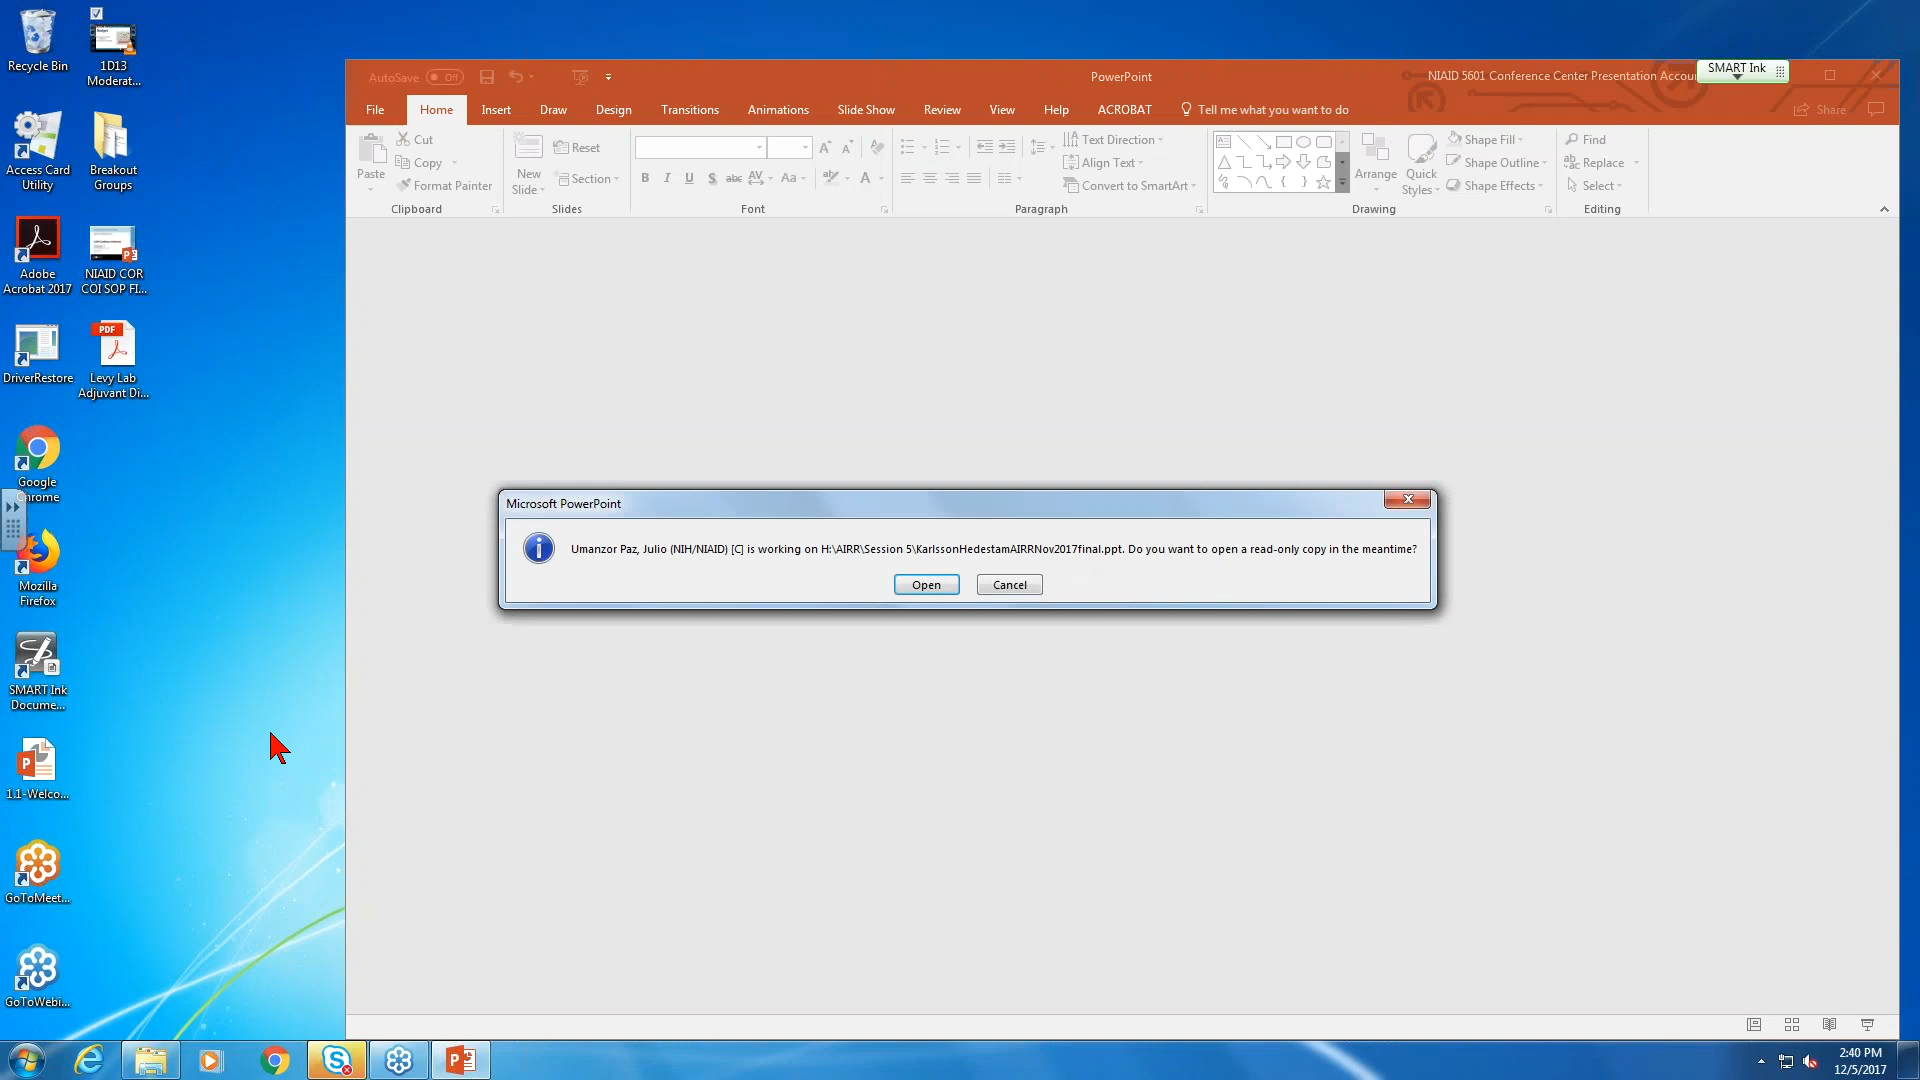 Recycle Bin
1D13
Moderat...
Access Card
Utility
Breakout
Groups
Adobe
Acrobat 2017
NIAID COR
COI SOP FI...
DriverRestore
PDF
Levy Lab
Adjuvant Di...
Google
Chrome
Mozilla
Firefox
SMART Ink
Docume...
1.1-Welco...
GoToMeet...
GoToWebi...
AutoSave Off
PowerPoint
NIAID 5601 Conference Center Presentation Accou
SMART Ink
File Home Insert Draw Design Transitions Animations Slide Show Review View Help ACROBAT Tell me what you want to do
Share
Paste
Cut
Copy
Format Painter
Clipboard
New
Slide
Reset
Section
Slides
B I U S abc AV Aa A
Font
Text Direction
Align Text
Convert to SmartArt
Paragraph
Arrange
Quick
Styles
Shape Fill
Shape Outline
Shape Effects
Drawing
Find
Replace
Select
Editing
Microsoft PowerPoint
Umanzor Paz, Julio (NIH/NIAID) [C] is working on H:\AIRR\Session 5\KarlssonHedestamAIRRNov2017final.ppt. Do you want to open a read-only copy in the meantime?
Open Cancel
2:40 PM
12/5/2017